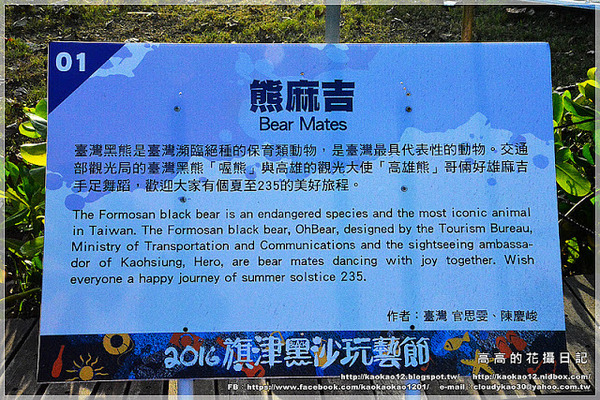 01
熊麻吉
Bear Mates
臺灣黑熊是臺灣瀕臨絕種的保育類動物，是臺灣最具代表性的動物。交通
部觀光局的臺灣黑熊「喔熊」與高雄的觀光大使「高雄熊」哥倆好雄麻吉
手足舞蹈，歡迎大家有個夏至235的美好旅程。
The Formosan black bear is an endangered species and the most iconic animal
in Taiwan. The Formosan black bear, OhBear, designed by the Tourism Bureau,
Ministry of Transportation and Communications and the sightseeing ambassa-
dor of Kaohsiung, Hero, are bear mates dancing with joy together. Wish
everyone a happy journey of summer solstice 235.
作者：臺灣 官思雯、陳慶峻
2016旗津黑沙玩藝節
高高的花攝日記
http://kaokao12.blogspot.tw/ http://kaokao12.nidbox.com/
FB：https://www.facebook.com/kaokaokao1201/ e-mail：cloudykao30@yahoo.com.tw